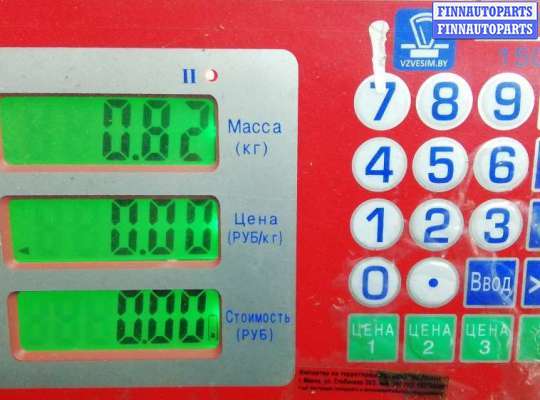 FINNAUTOPARTS
FINNAUTOPARTS
VZVESIM.BY
II
0.82
Масса
(кг)
0.00
Цена
(РУБ/кг)
0.00
Стоимость
(РУБ)
7 8 9
4 5 6
1 2 3
0 . Ввод >
ЦЕНА 1 ЦЕНА 2 ЦЕНА 3